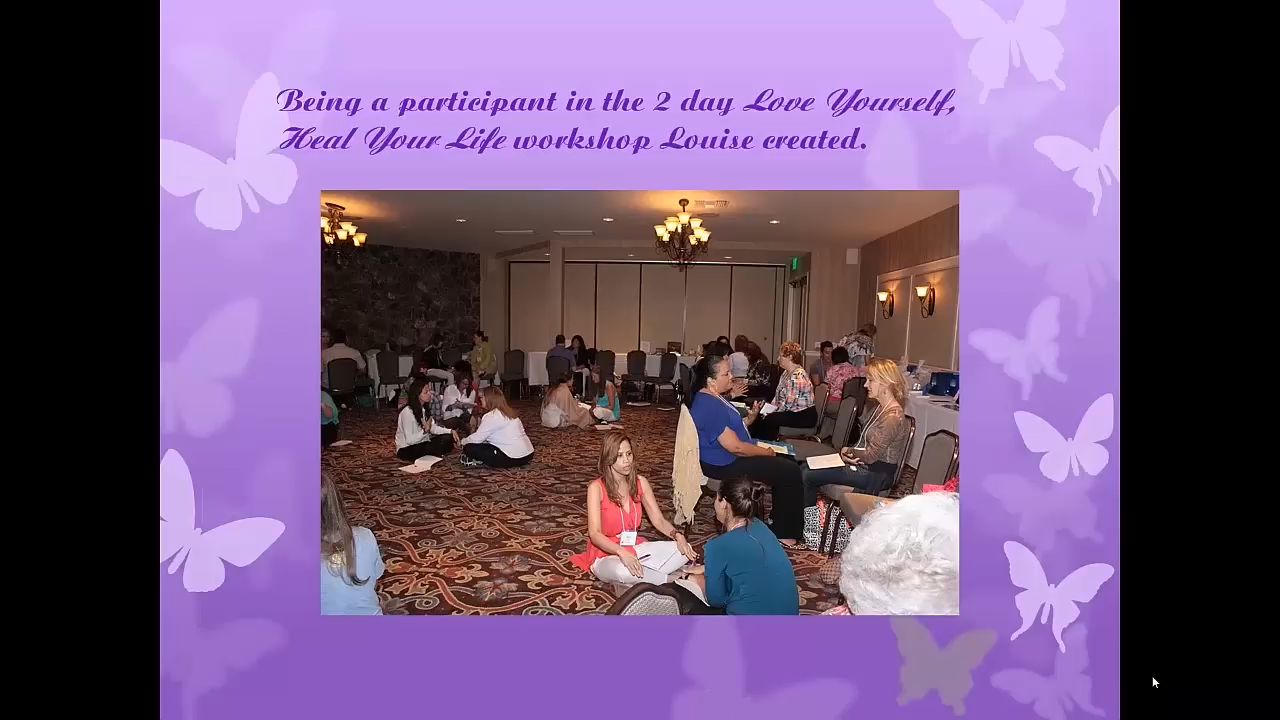 Being a participant in the 2 day Love Yourself,
Heal Your Life workshop Louise created.